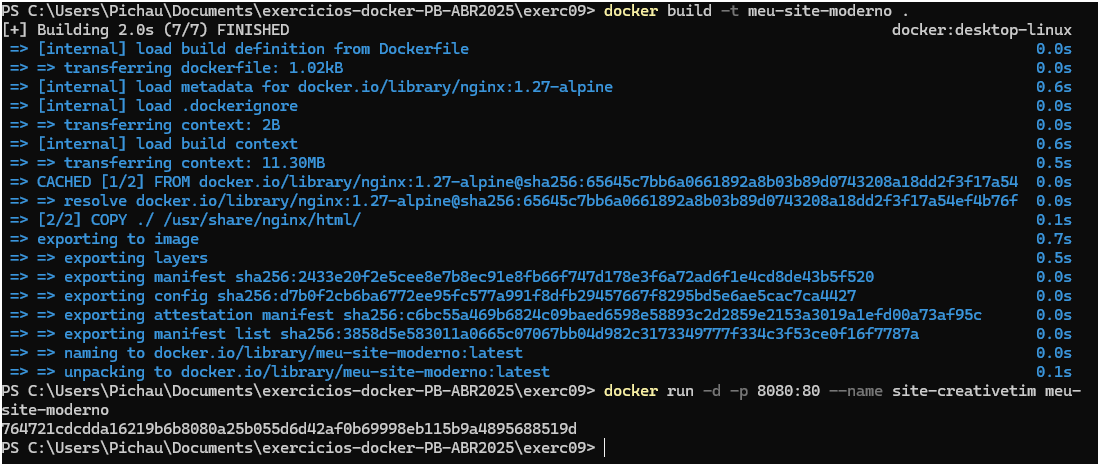 PS C:\Users\Pichau\Documents\exercicios-docker-PB-ABR2025\exerc09> docker build -t meu-site-moderno .
[+] Building 2.0s (7/7) FINISHED docker:desktop-linux
=> [internal] load build definition from Dockerfile 0.0s
=> => transferring dockerfile: 1.02kB 0.0s
=> [internal] load metadata for docker.io/library/nginx:1.27-alpine 0.6s
=> [internal] load .dockerignore 0.0s
=> => transferring context: 2B 0.0s
=> [internal] load build context 0.6s
=> => transferring context: 11.30MB 0.5s
=> CACHED [1/2] FROM docker.io/library/nginx:1.27-alpine@sha256:65645c7bb6a0661892a8b03b89d0743208a18dd2f3f17a54 0.0s
=> => resolve docker.io/library/nginx:1.27-alpine@sha256:65645c7bb6a0661892a8b03b89d0743208a18dd2f3f17a54ef4b76f 0.0s
=> [2/2] COPY ./ /usr/share/nginx/html/ 0.1s
=> exporting to image 0.7s
=> => exporting layers 0.5s
=> => exporting manifest sha256:2433e20f2e5cee8e7b8ec91e8fb66f747d178e3f6a72ad6f1e4cd8de43b5f520 0.0s
=> => exporting config sha256:d7b0f2cb6ba6772ee95fc577a991f8dfb29457667f8295bd5e6ae5cac7ca4427 0.0s
=> => exporting attestation manifest sha256:c6bc55a469b6824c09baed6598e58893c2d2859e2153a3019a1efd00a73af95c 0.0s
=> => exporting manifest list sha256:3858d5e583011a0665c07067bb04d982c3173349777f334c3f53ce0f16f7787a 0.0s
=> => naming to docker.io/library/meu-site-moderno:latest 0.0s
=> => unpacking to docker.io/library/meu-site-moderno:latest 0.1s
PS C:\Users\Pichau\Documents\exercicios-docker-PB-ABR2025\exerc09> docker run -d -p 8080:80 --name site-creativetim meu-
site-moderno
764721cdcdda16219b6b8080a25b055d6d42af0b69998eb115b9a4895688519d
PS C:\Users\Pichau\Documents\exercicios-docker-PB-ABR2025\exerc09>